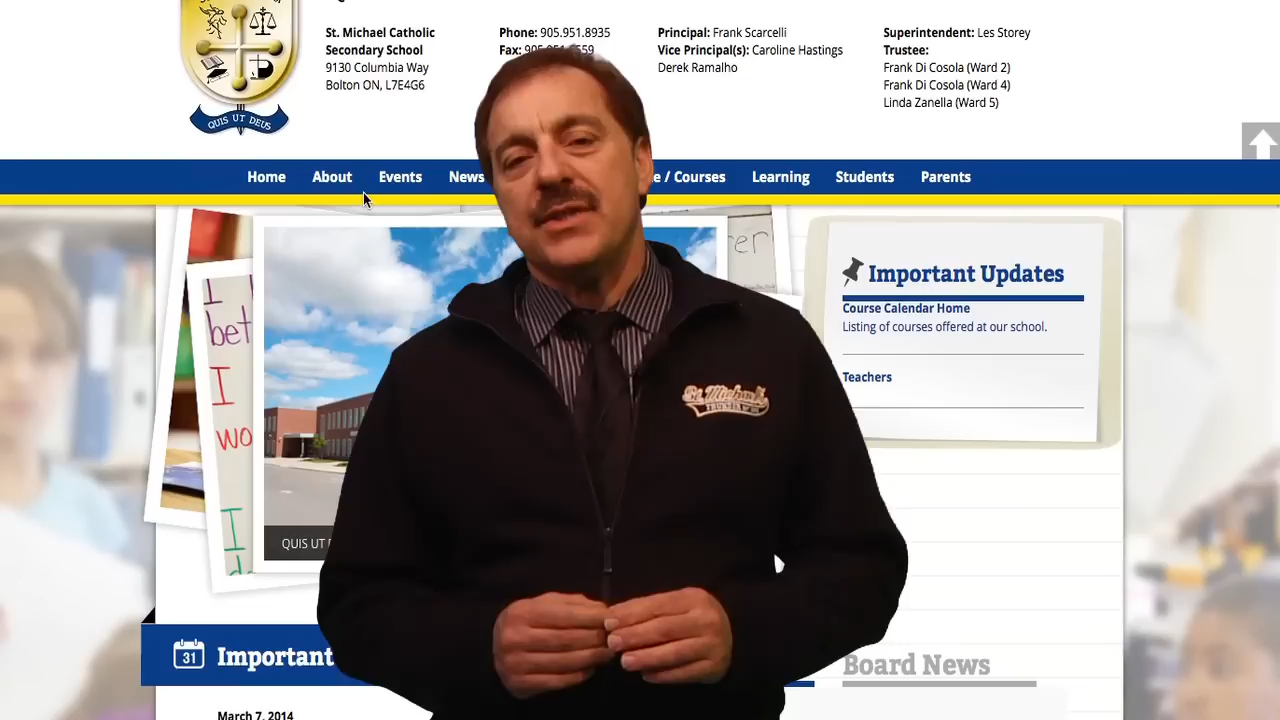 St. Michael Catholic
Secondary School
9130 Columbia Way
Bolton ON, L7E4G6
Phone: 905.951.8935
Fax:
Principal: Frank Scarcelli
Vice Principal(s): Caroline Hastings
Derek Ramalho
Superintendent: Les Storey
Trustee:
Frank Di Cosola (Ward 2)
Frank Di Cosola (Ward 4)
Linda Zanella (Ward 5)
QUIS UT DEUS
Home About Events News / Courses Learning Students Parents
Important Updates
Course Calendar Home
Listing of courses offered at our school.
Teachers
I
bet
I
wo
I
St. Michael's
THUNDER
QUIS UT
31 Important
Board News
March 7, 2014